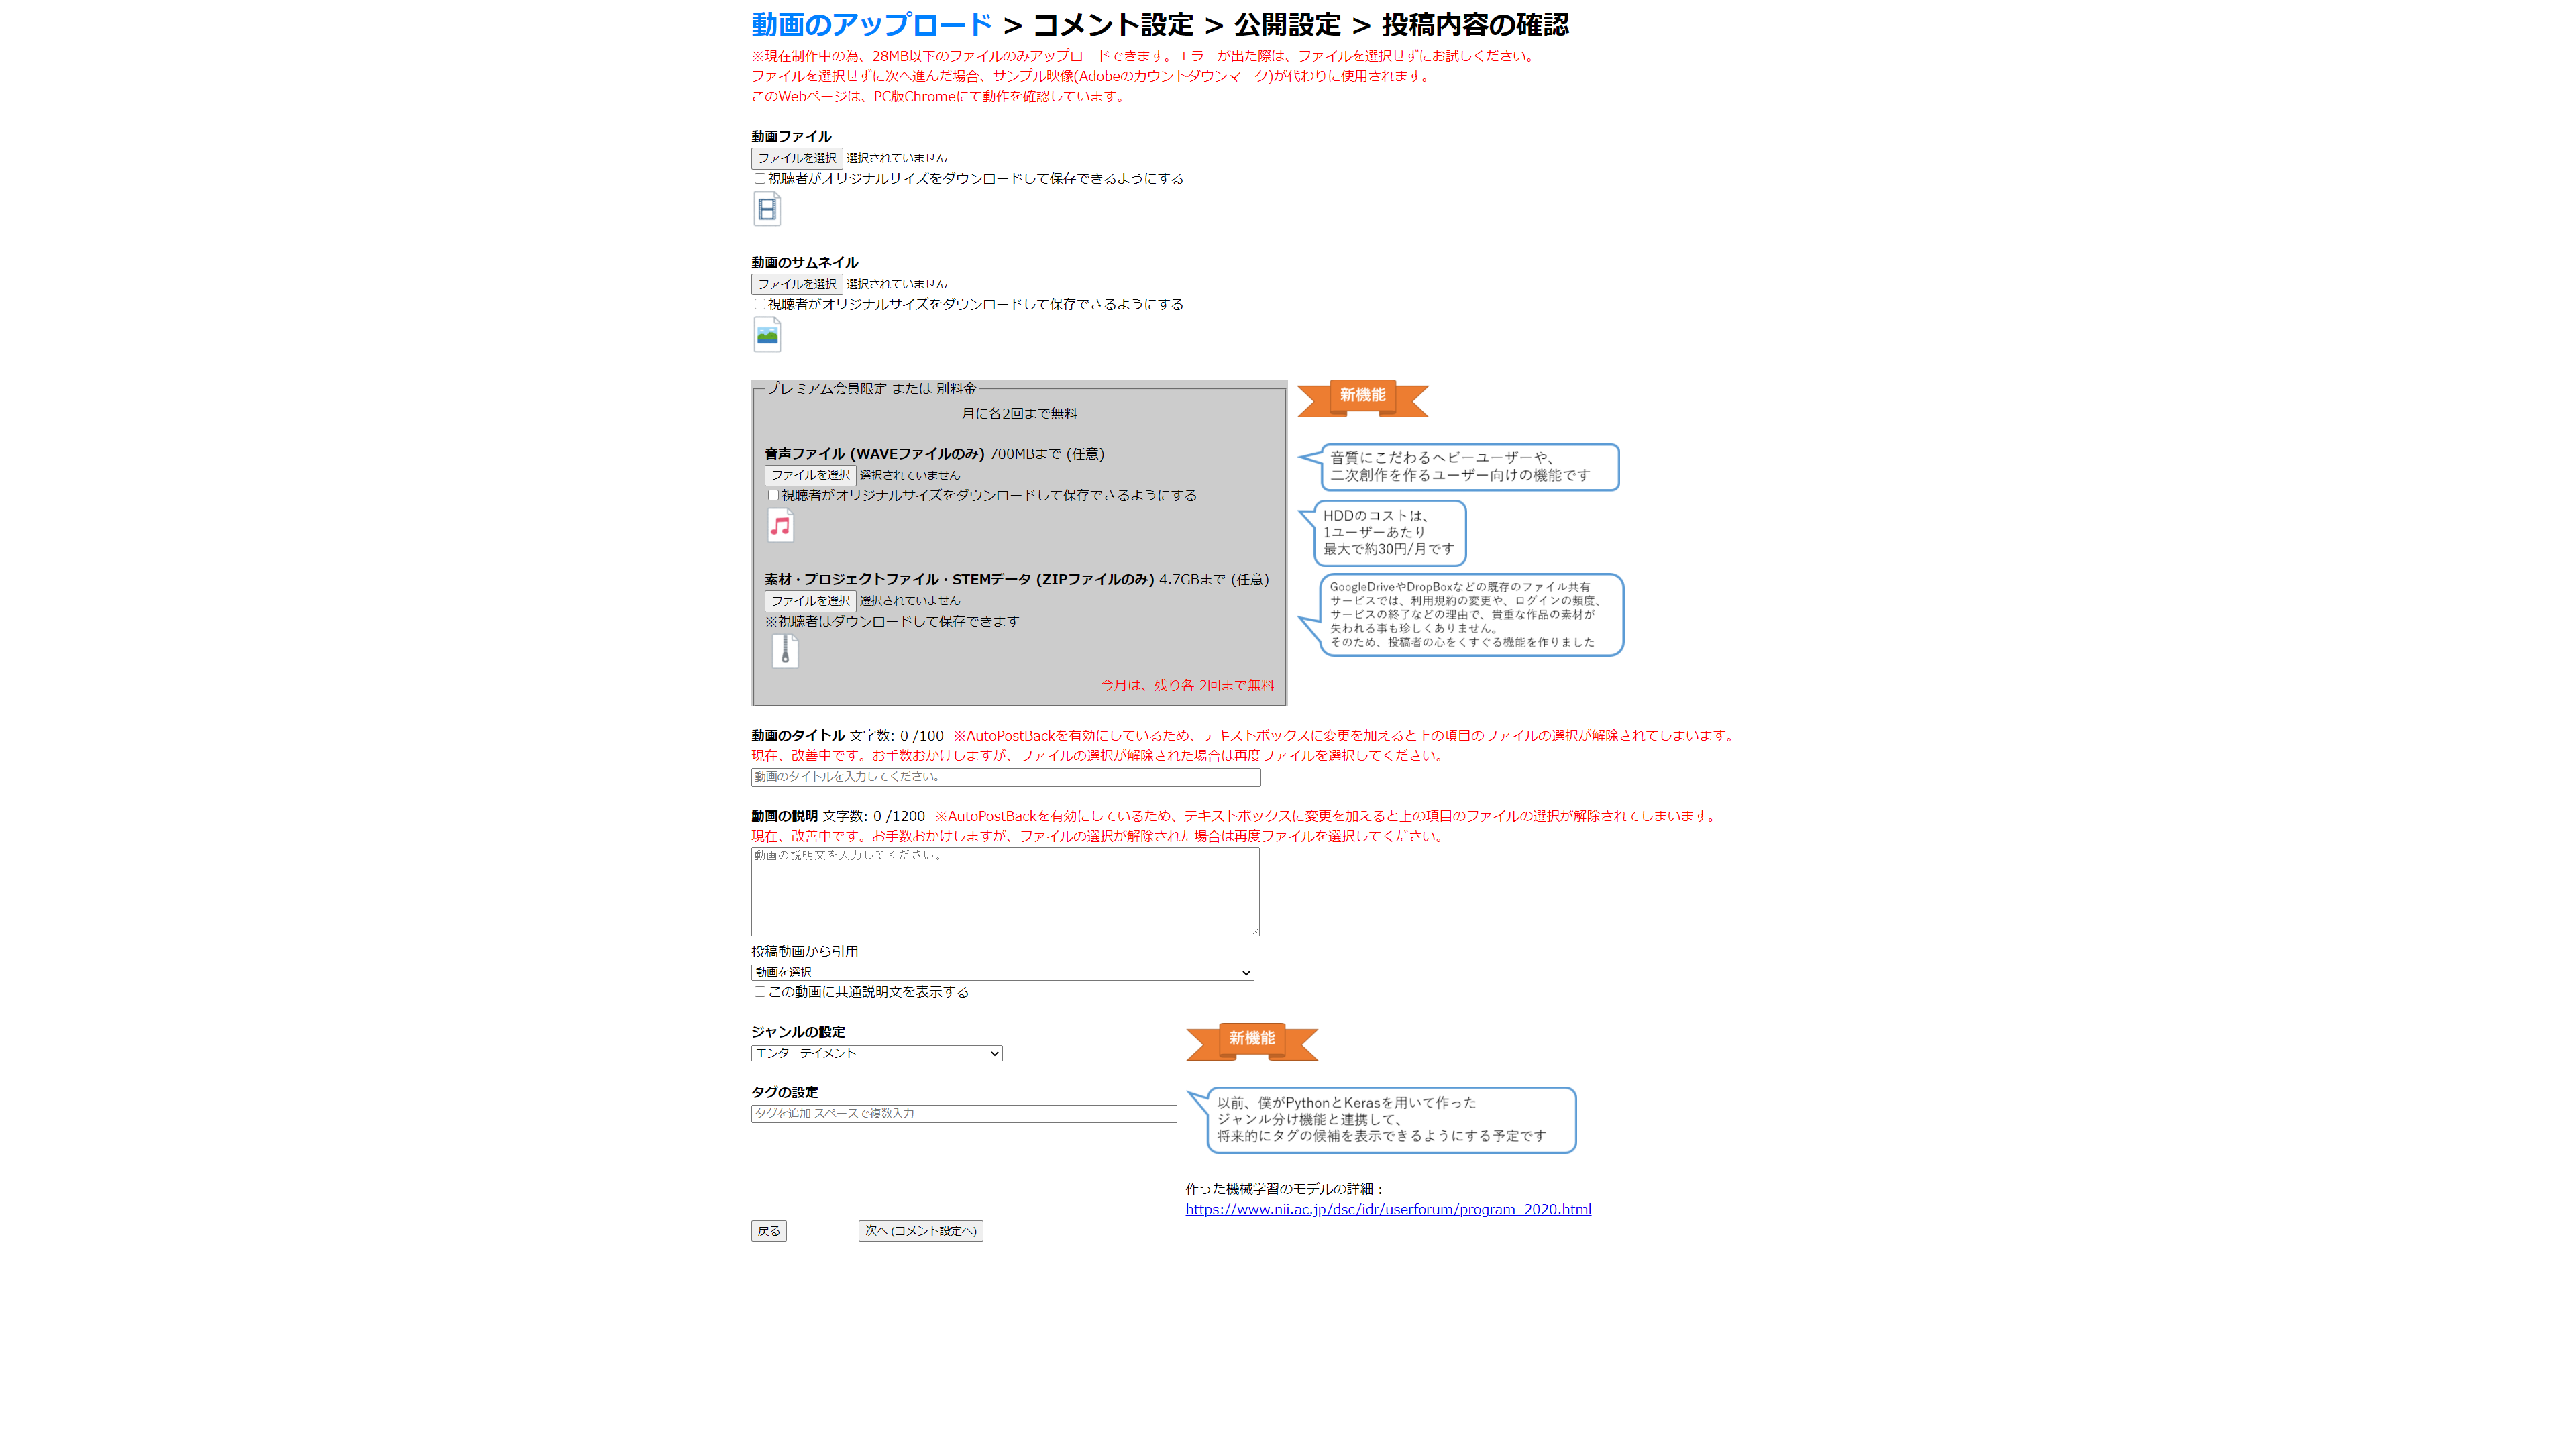 動画のアップロード > コメント設定 > 公開設定 > 投稿内容の確認
※現在制作中の為、28MB以下のファイルのみアップロードできます。エラーが出た際は、ファイルを選択せずにお試しください。
ファイルを選択せずに次へ進んだ場合、サンプル映像(Adobeのカウントダウンマーク)が代わりに使用されます。
このWebページは、PC版Chromeにて動作を確認しています。
動画ファイル
ファイルを選択 選択されていません
視聴者がオリジナルサイズをダウンロードして保存できるようにする
動画のサムネイル
ファイルを選択 選択されていません
視聴者がオリジナルサイズをダウンロードして保存できるようにする
プレミアム会員限定 または 別料金
月に各2回まで無料
音声ファイル (WAVEファイルのみ) 700MBまで (任意)
ファイルを選択 選択されていません
視聴者がオリジナルサイズをダウンロードして保存できるようにする
素材・プロジェクトファイル・STEMデータ (ZIPファイルのみ) 4.7GBまで (任意)
ファイルを選択 選択されていません
※視聴者はダウンロードして保存できます
今月は、残り各 2回まで無料
新機能
音質にこだわるヘビーユーザーや、
二次創作を作るユーザー向けの機能です
HDDのコストは、
1ユーザーあたり
最大で約30円/月です
GoogleDriveやDropBoxなどの既存のファイル共有
サービスでは、利用規約の変更や、ログインの頻度、
サービスの終了などの理由で、貴重な作品の素材が
失われる事も珍しくありません。
そのため、投稿者の心をくすぐる機能を作りました
動画のタイトル 文字数: 0 /100 ※AutoPostBackを有効にしているため、テキストボックスに変更を加えると上の項目のファイルの選択が解除されてしまいます。
現在、改善中です。お手数おかけしますが、ファイルの選択が解除された場合は再度ファイルを選択してください。
動画のタイトルを入力してください。
動画の説明 文字数: 0 /1200 ※AutoPostBackを有効にしているため、テキストボックスに変更を加えると上の項目のファイルの選択が解除されてしまいます。
現在、改善中です。お手数おかけしますが、ファイルの選択が解除された場合は再度ファイルを選択してください。
動画の説明文を入力してください。
投稿動画から引用
動画を選択
この動画に共通説明文を表示する
ジャンルの設定
エンターテイメント
タグの設定
タグを追加 スペースで複数入力
新機能
以前、僕がPythonとKerasを用いて作った
ジャンル分け機能と連携して、
将来的にタグの候補を表示できるようにする予定です
作った機械学習のモデルの詳細：
https://www.nii.ac.jp/dsc/idr/userforum/program_2020.html
戻る 次へ (コメント設定へ)